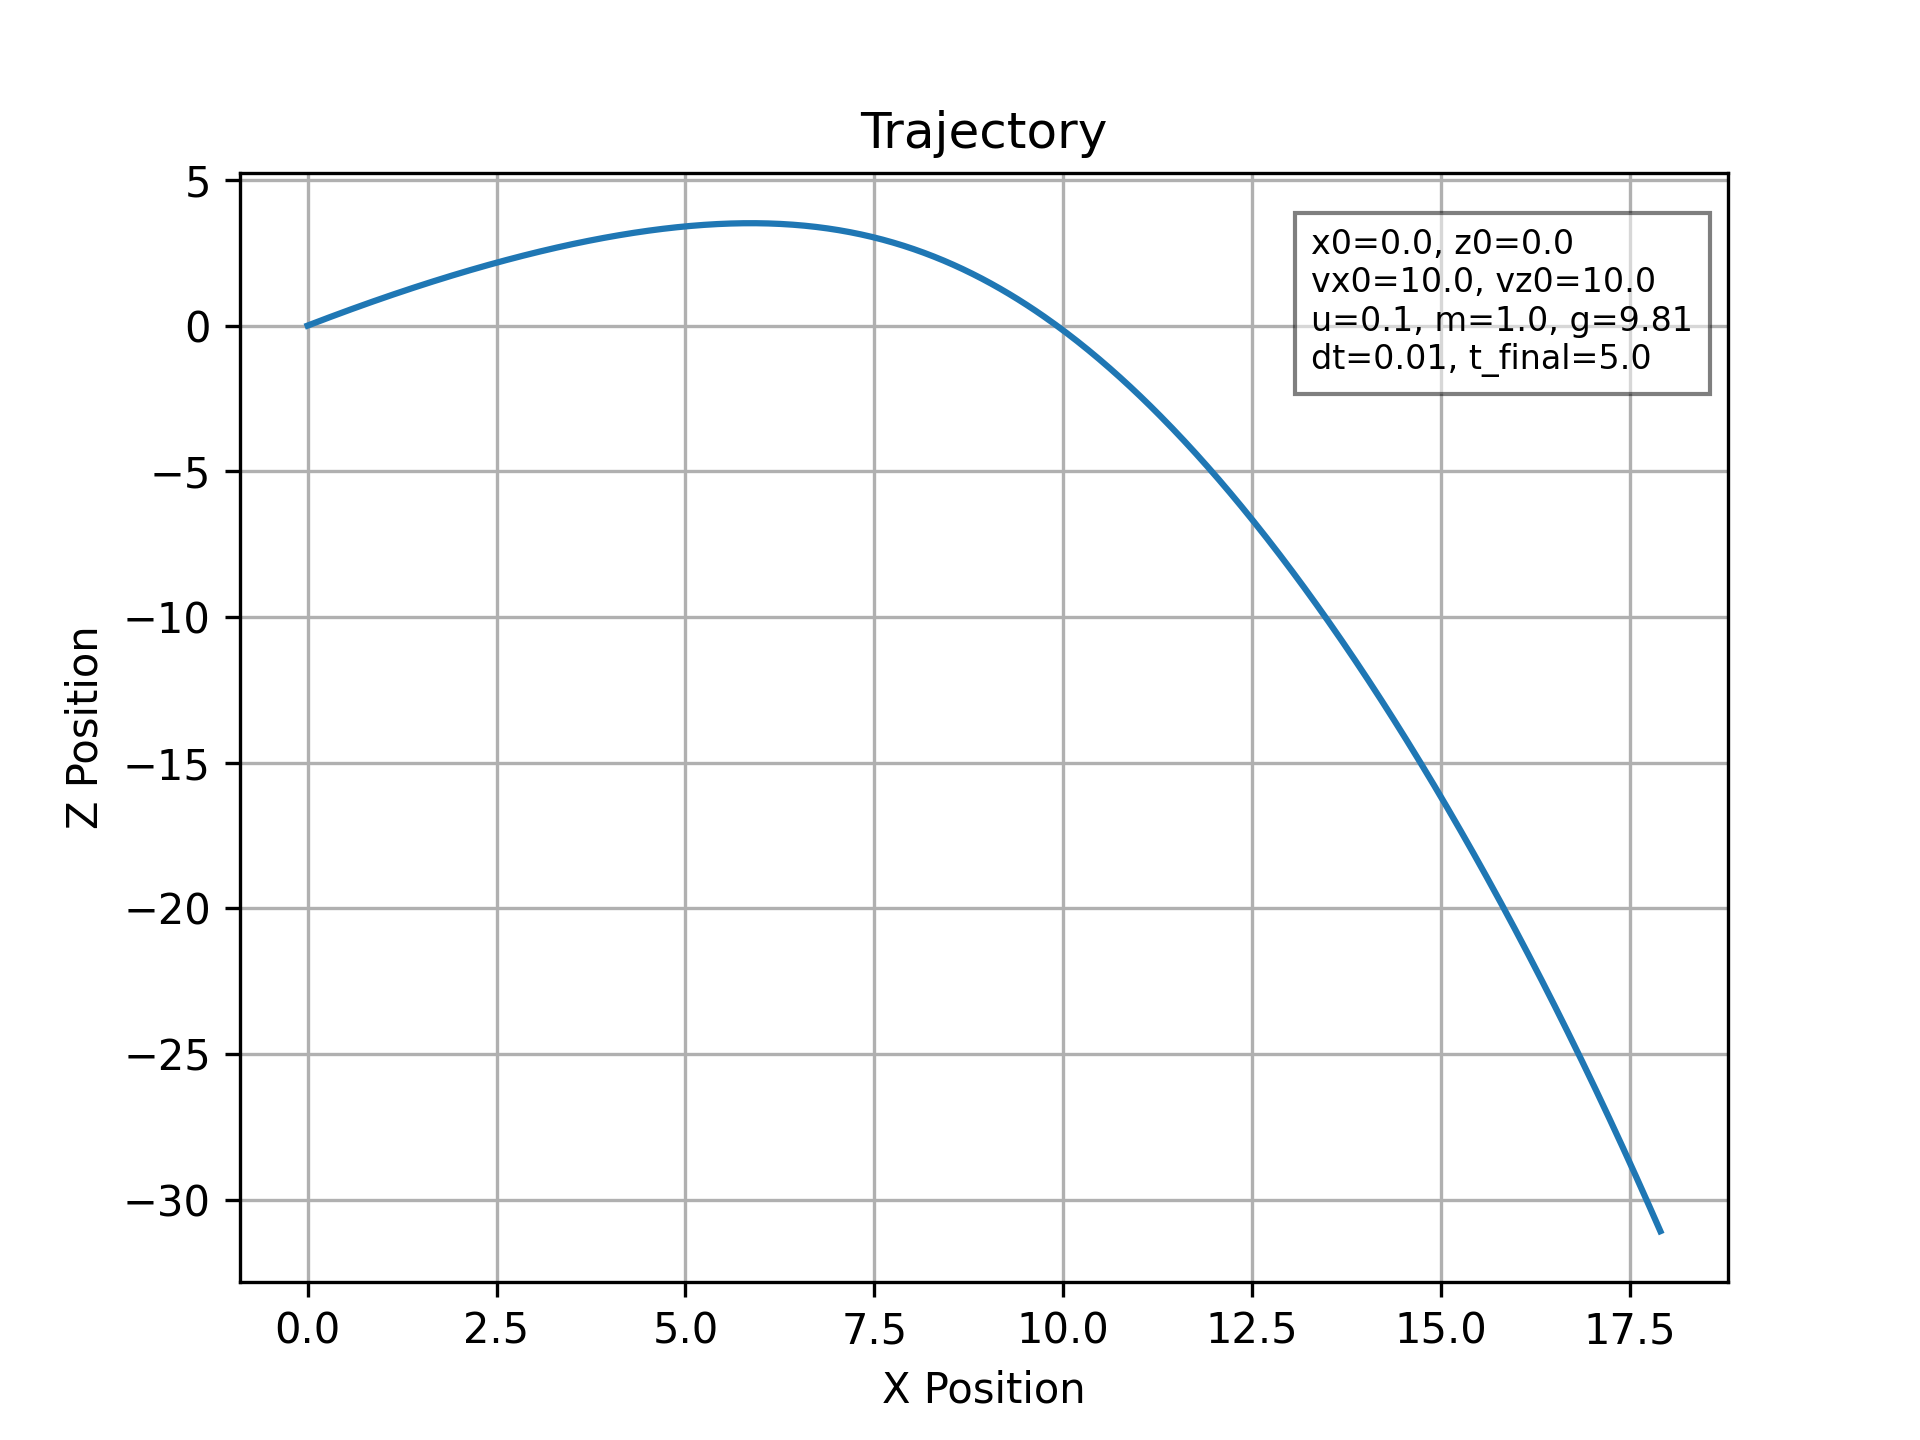 Trajectory
x0=0.0, z0=0.0
vx0=10.0, vz0=10.0
u=0.1, m=1.0, g=9.81
dt=0.01, t_final=5.0
Z Position
5
0
−5
−10
−15
−20
−25
−30
0.0 2.5 5.0 7.5 10.0 12.5 15.0 17.5
X Position